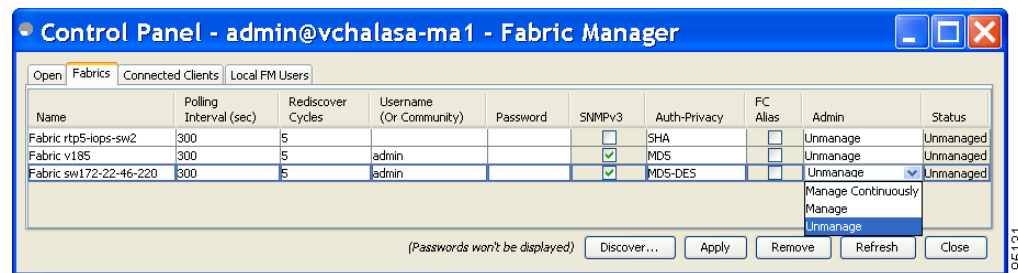 Control Panel - admin@vchalasa-ma1 - Fabric Manager
Open Fabrics Connected Clients Local FM Users
Name Polling Interval (sec) Rediscover Cycles Username (Or Community) Password SNMPv3 Auth-Privacy FC Alias Admin Status
Fabric rtp5-iops-sw2 300 5 SHA Unmanage Unmanaged
Fabric v185 300 5 admin MD5 Unmanage Unmanaged
Fabric sw172-22-46-220 300 5 admin MD5-DES Unmanage Unmanaged
Manage Continuously
Manage
Unmanage
(Passwords won't be displayed) Discover... Apply Remove Refresh Close
95131